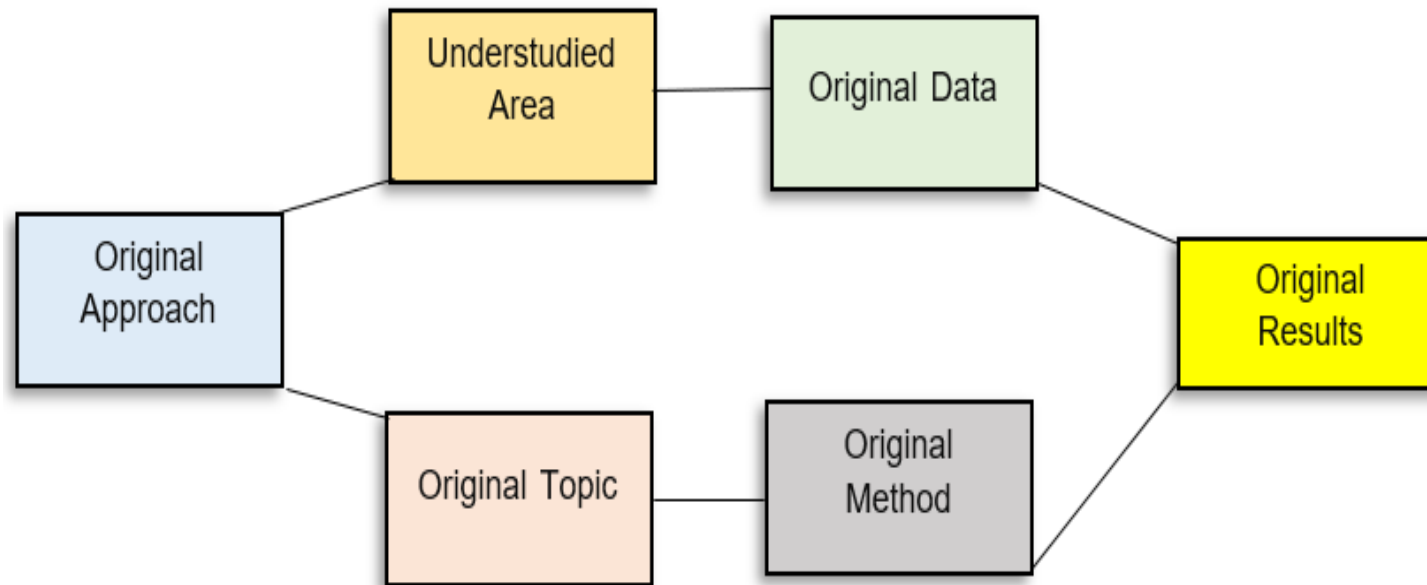 Understudied
Area
Original Data
Original
Approach
Original
Results
Original Topic
Original
Method